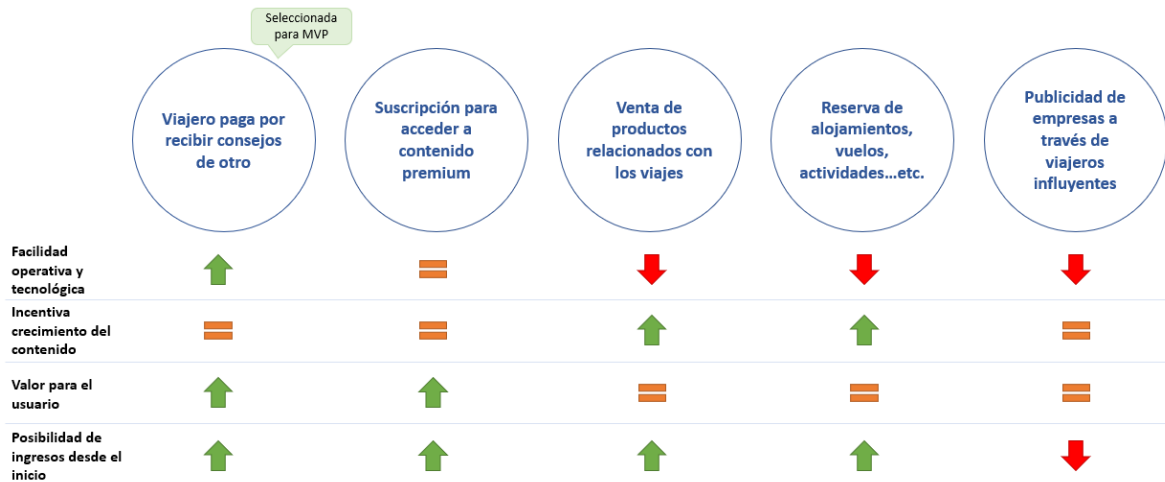 Seleccionada
para MVP
Viajero paga por
recibir consejos
de otro
Suscripción para
acceder a
contenido
premium
Venta de
productos
relacionados con
los viajes
Reserva de
alojamientos,
vuelos,
actividades...etc.
Publicidad de
empresas a
través de
viajeros
influyentes
Facilidad
operativa y
tecnológica
Incentiva
crecimiento del
contenido
Valor para el
usuario
Posibilidad de
ingresos desde el
inicio